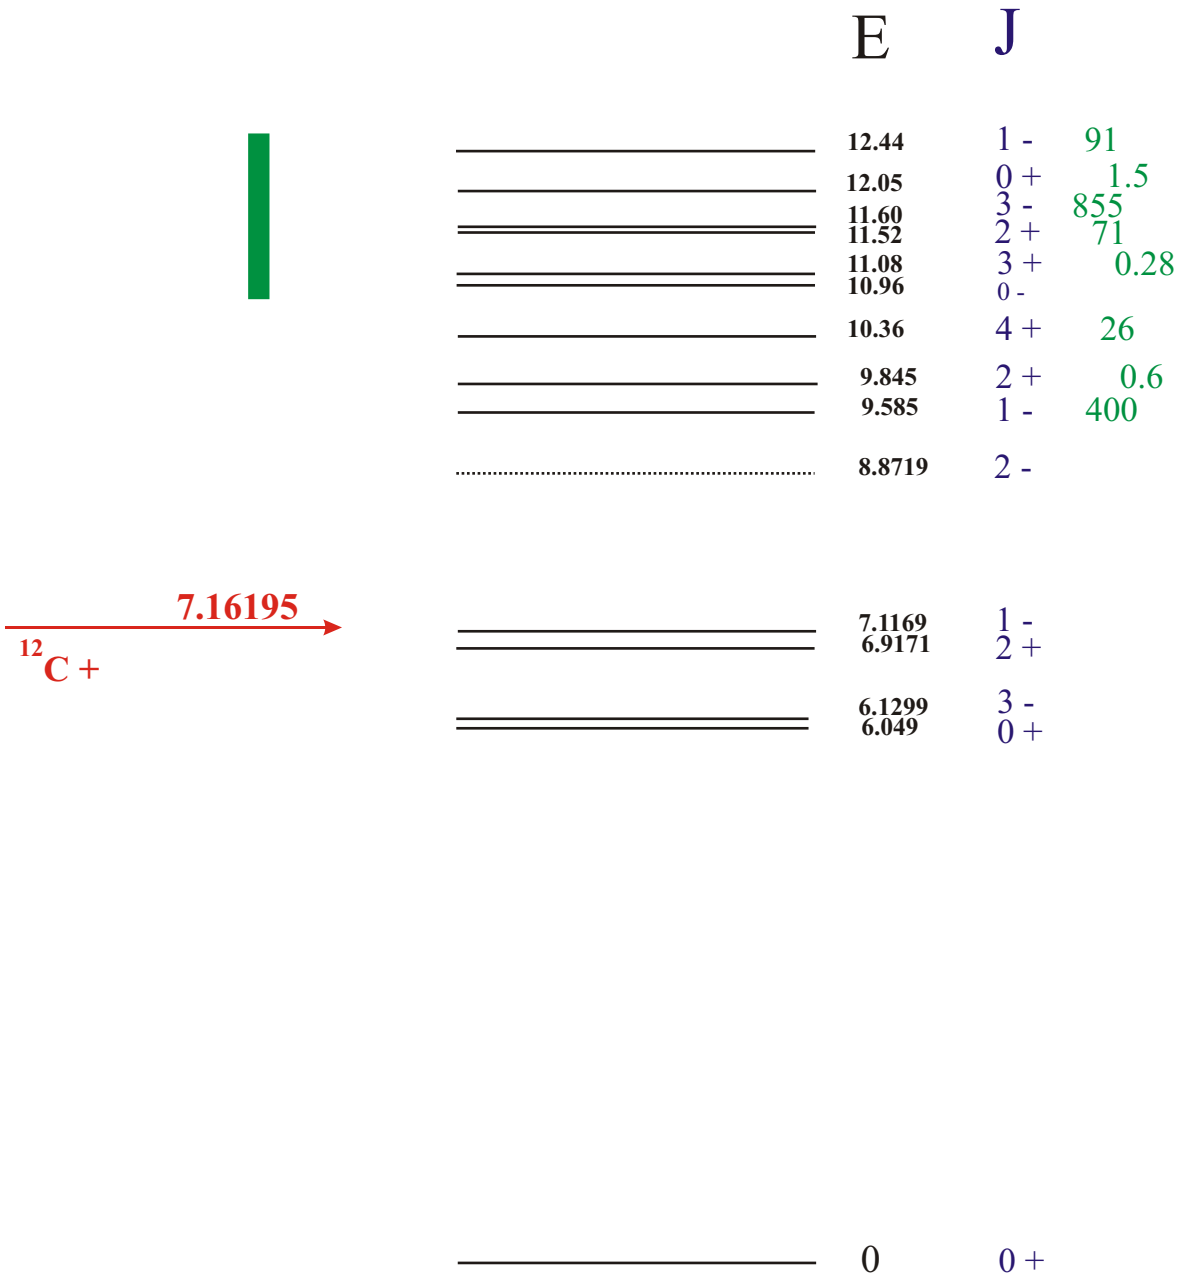 E J
12.44 1 - 91
12.05 0 + 1.5
11.60 3 - 855
11.52 2 + 71
11.08 3 + 0.28
10.96 0 -
10.36 4 + 26
9.845 2 + 0.6
9.585 1 - 400
8.8719 2 -
7.16195
12C +
7.1169 1 -
6.9171 2 +
6.1299 3 -
6.049 0 +
0 0 +